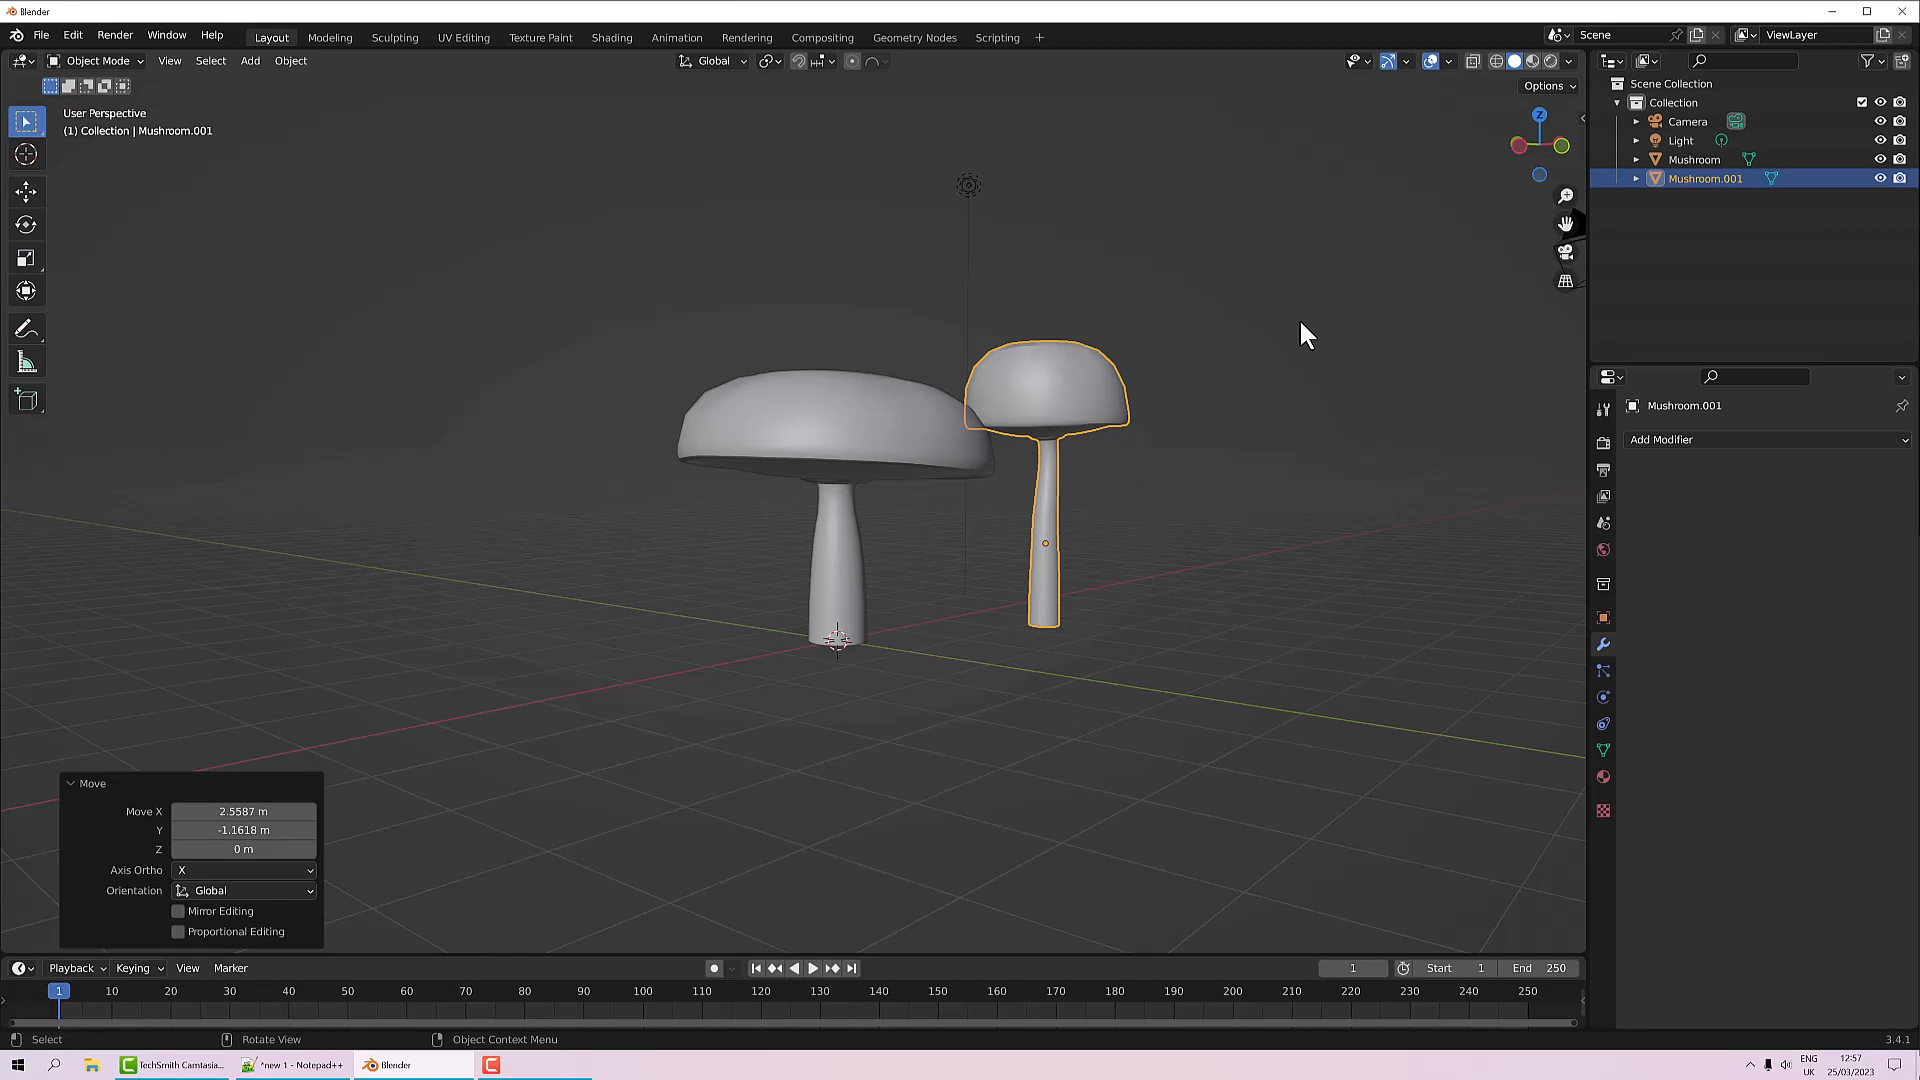 Blender
File Edit Render Window Help
Layout Modeling Sculpting UV Editing Texture Paint Shading Animation Rendering Compositing Geometry Nodes Scripting +
Scene
ViewLayer
Object Mode View Select Add Object
Global
Options
User Perspective
(1) Collection | Mushroom.001
Z
Scene Collection
Collection
Camera
Light
Mushroom
Mushroom.001
Mushroom.001
Add Modifier
Move
Move X 2.5587 m
Y -1.1618 m
Z 0 m
Axis Ortho X
Orientation Global
Mirror Editing
Proportional Editing
Playback Keying View Marker
1 Start 1 End 250
1 10 20 30 40 50 60 70 80 90 100 110 120 130 140 150 160 170 180 190 200 210 220 230 240 250
Select Rotate View Object Context Menu 3.4.1
TechSmith Camtasia... *new 1 - Notepad++ Blender
ENG 12:57
UK 25/03/2023